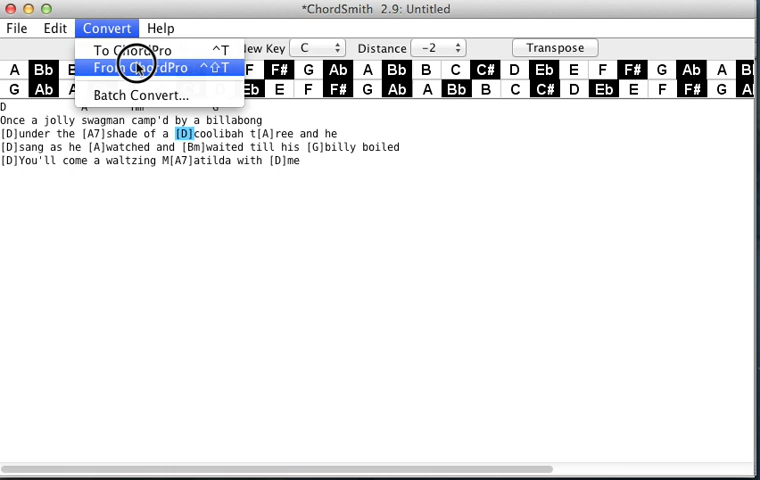 *ChordSmith 2.9: Untitled
File Edit Convert Help
To ChordPro ^T
From ChordPro ^⇧T
Batch Convert...
New Key C Distance -2 Transpose
A Bb B F F# G Ab A Bb B C C# D Eb E F F# G Ab A
G Ab A Eb E F F# G Ab A Bb B C C# D Eb E F F# G
D A G
Once a jolly swagman camp'd by a billabong
[D]under the [A7]shade of a [D]coolibah t[A]ree and he
[D]sang as he [A]watched and [Bm]waited till his [G]billy boiled
[D]You'll come a waltzing M[A7]atilda with [D]me